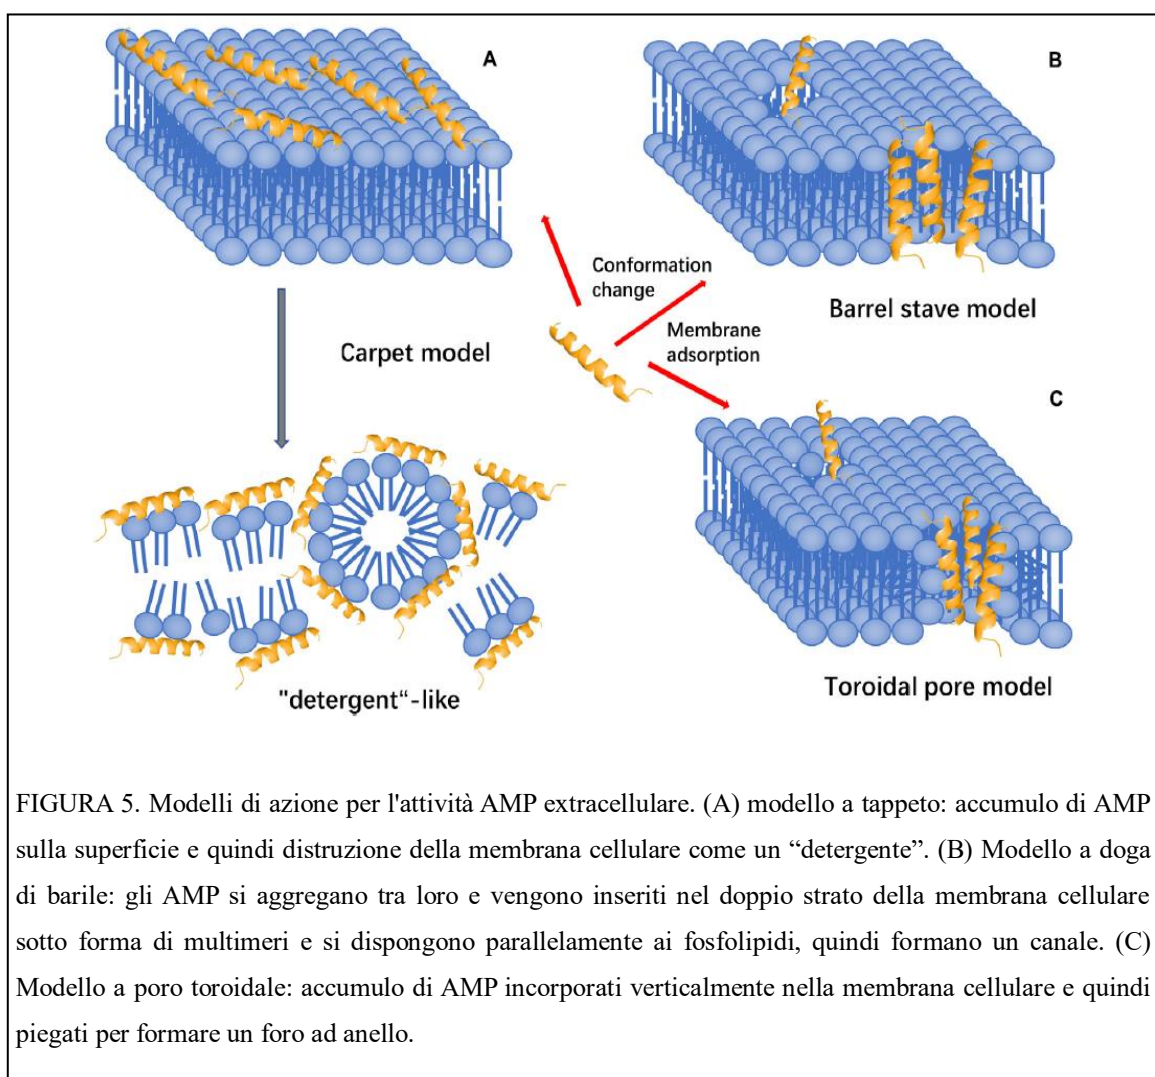 A
B
Conformation
change
Barrel stave model
Membrane
adsorption
Carpet model
C
"detergent“-like
Toroidal pore model
FIGURA 5. Modelli di azione per l'attività AMP extracellulare. (A) modello a tappeto: accumulo di AMP
sulla superficie e quindi distruzione della membrana cellulare come un “detergente”. (B) Modello a doga
di barile: gli AMP si aggregano tra loro e vengono inseriti nel doppio strato della membrana cellulare
sotto forma di multimeri e si dispongono parallelamente ai fosfolipidi, quindi formano un canale. (C)
Modello a poro toroidale: accumulo di AMP incorporati verticalmente nella membrana cellulare e quindi
piegati per formare un foro ad anello.